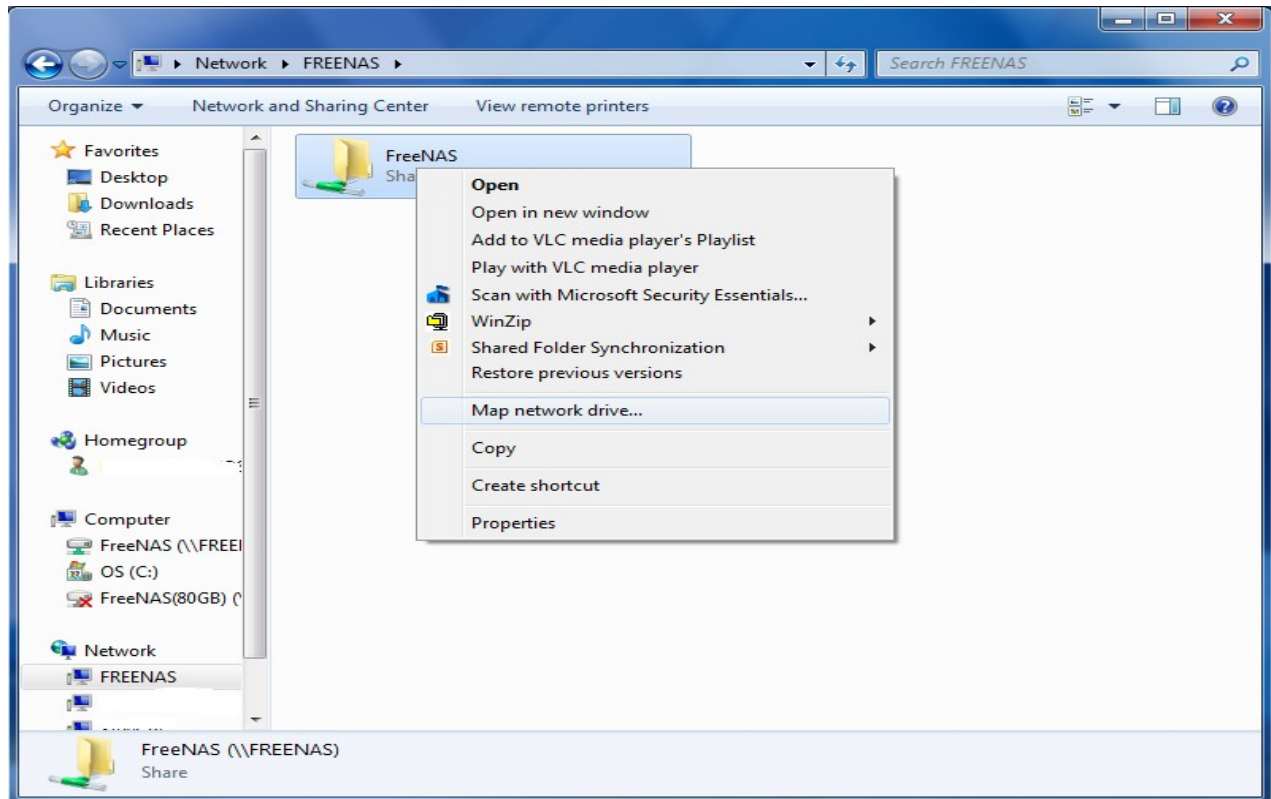 Network ▸ FREENAS ▸
Search FREENAS
Organize
Network and Sharing Center
View remote printers
Favorites
Desktop
Downloads
Recent Places
Libraries
Documents
Music
Pictures
Videos
Homegroup
Computer
FreeNAS (\\FREEI
OS (C:)
FreeNAS(80GB) (
Network
FREENAS
FreeNAS
Sha
Open
Open in new window
Add to VLC media player's Playlist
Play with VLC media player
Scan with Microsoft Security Essentials...
WinZip
Shared Folder Synchronization
Restore previous versions
Map network drive...
Copy
Create shortcut
Properties
FreeNAS (\\FREENAS)
Share